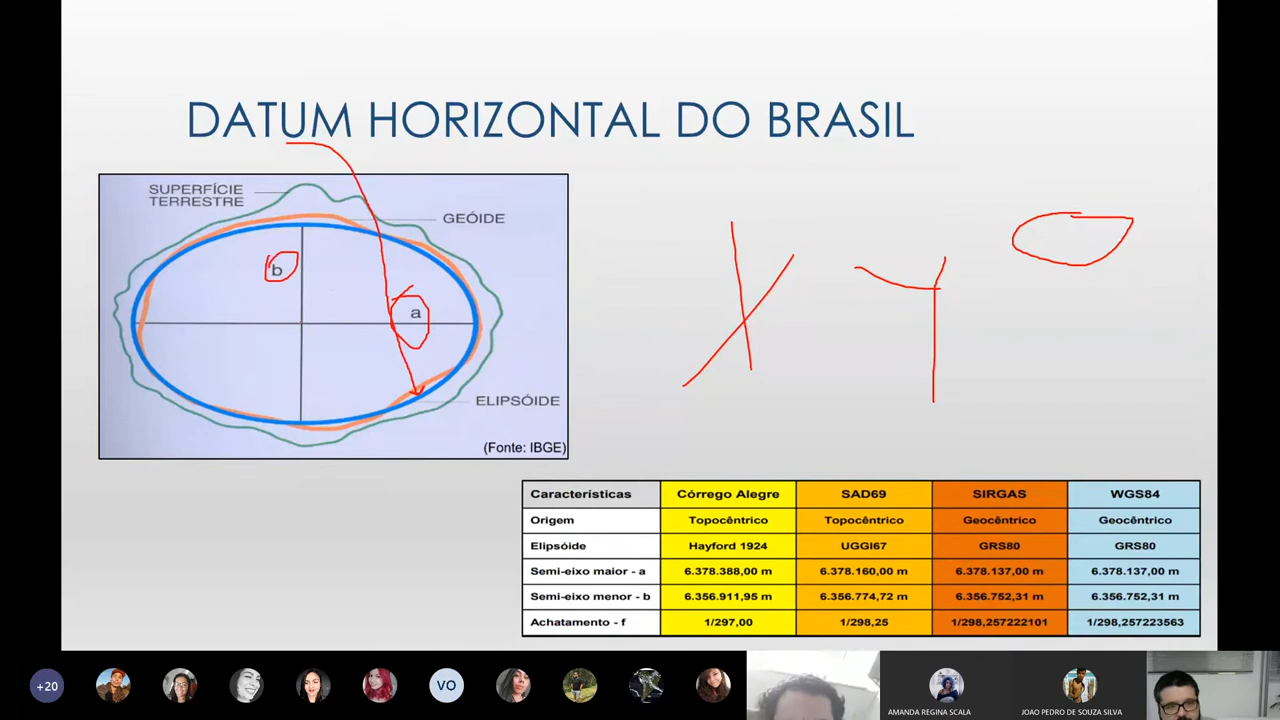 DATUM HORIZONTAL DO BRASIL
SUPERFÍCIE
TERRESTRE
GEÓIDE
b
a
ELIPSÓIDE
(Fonte: IBGE)
X Y
Características Córrego Alegre SAD69 SIRGAS WGS84
Origem Topocêntrico Topocêntrico Geocêntrico Geocêntrico
Elipsóide Hayford 1924 UGGI67 GRS80 GRS80
Semi-eixo maior - a 6.378.388,00 m 6.378.160,00 m 6.378.137,00 m 6.378.137,00 m
Semi-eixo menor - b 6.356.911,95 m 6.356.774,72 m 6.356.752,31 m 6.356.752,31 m
Achatamento - f 1/297,00 1/298,25 1/298,257222101 1/298,257223563
+20
VO
AMANDA REGINA SCALA
JOAO PEDRO DE SOUZA SILVA